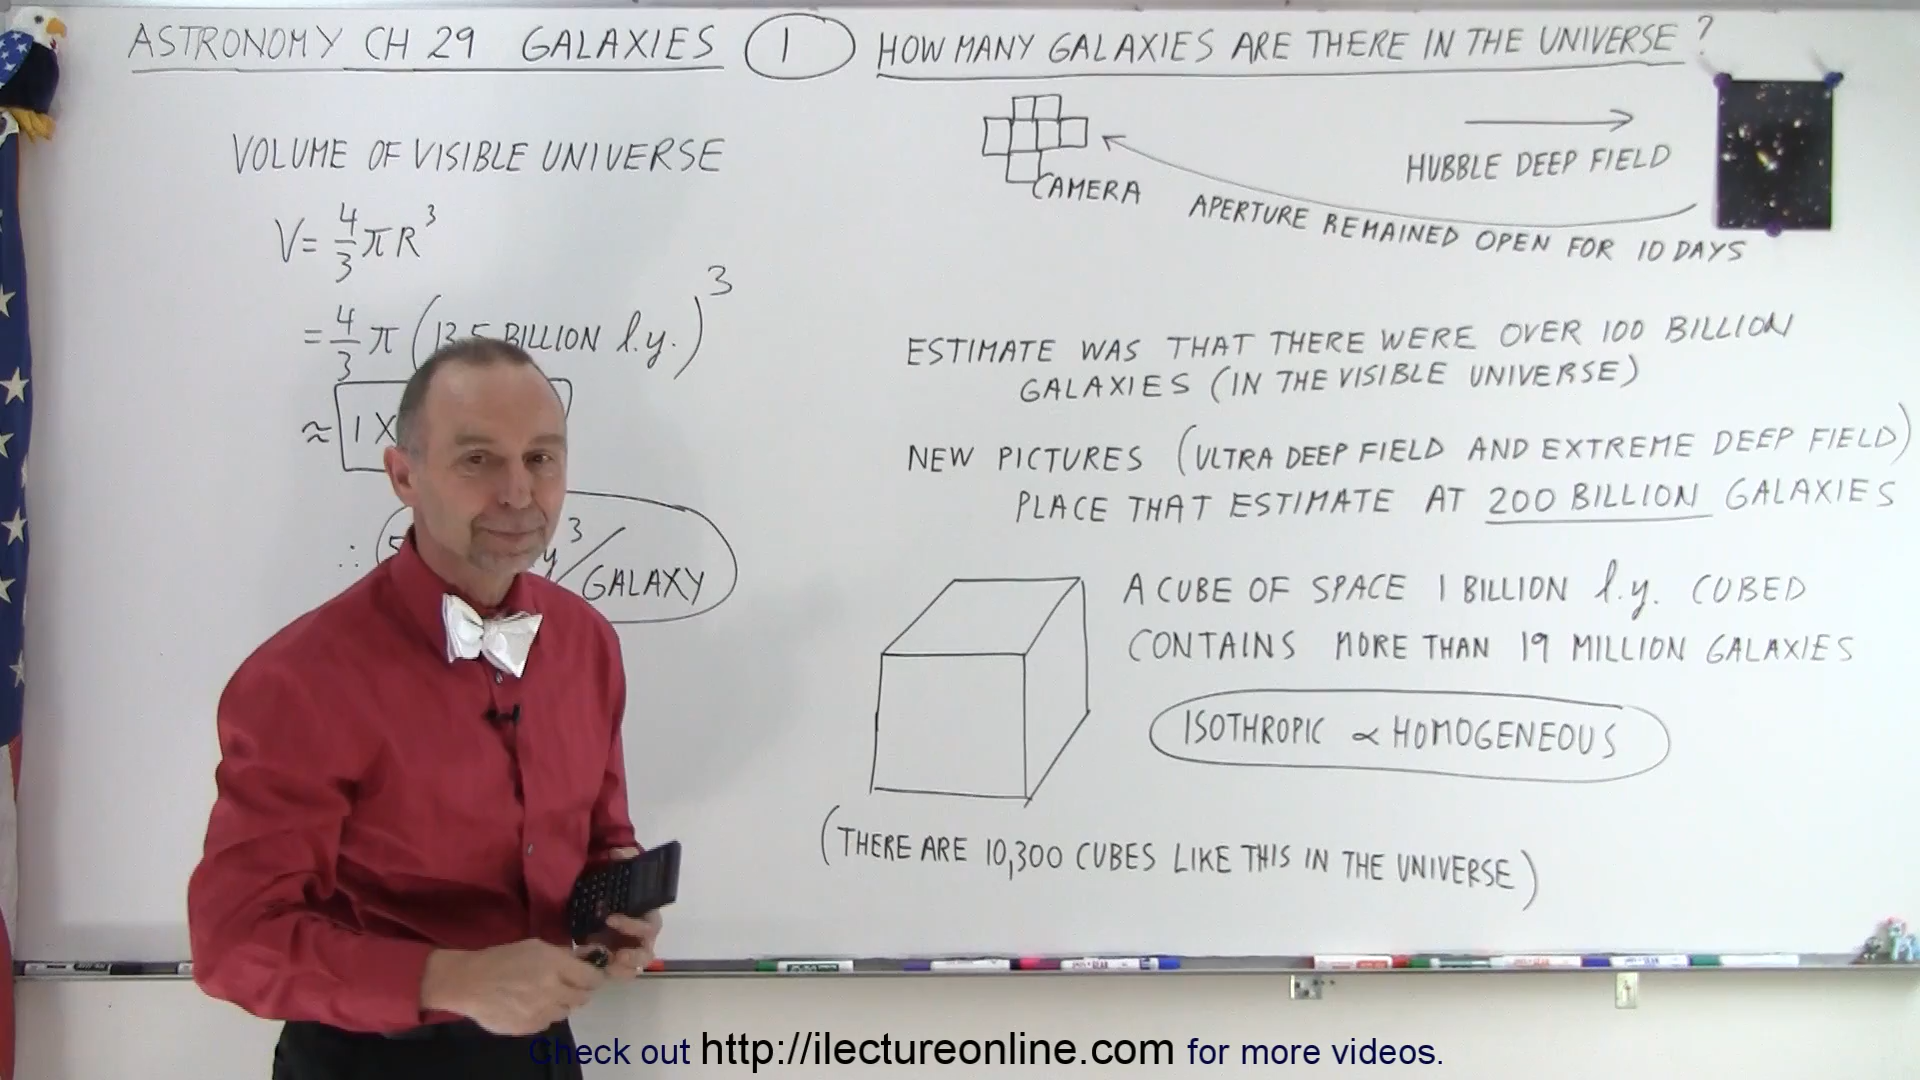 ASTRONOMY CH 29 GALAXIES 1 HOW MANY GALAXIES ARE THERE IN THE UNIVERSE?
VOLUME OF VISIBLE UNIVERSE
V = 4/3 π R³
= 4/3 π (13.5 BILLION l.y.)³
≈ 1 X
∴ 5 y³/GALAXY
CAMERA
HUBBLE DEEP FIELD
APERTURE REMAINED OPEN FOR 10 DAYS
ESTIMATE WAS THAT THERE WERE OVER 100 BILLION
GALAXIES (IN THE VISIBLE UNIVERSE)
NEW PICTURES (ULTRA DEEP FIELD AND EXTREME DEEP FIELD)
PLACE THAT ESTIMATE AT 200 BILLION GALAXIES
A CUBE OF SPACE 1 BILLION l.y. CUBED
CONTAINS MORE THAN 19 MILLION GALAXIES
ISOTHROPIC ∝ HOMOGENEOUS
(THERE ARE 10,300 CUBES LIKE THIS IN THE UNIVERSE)
Check out http://ilectureonline.com for more videos.